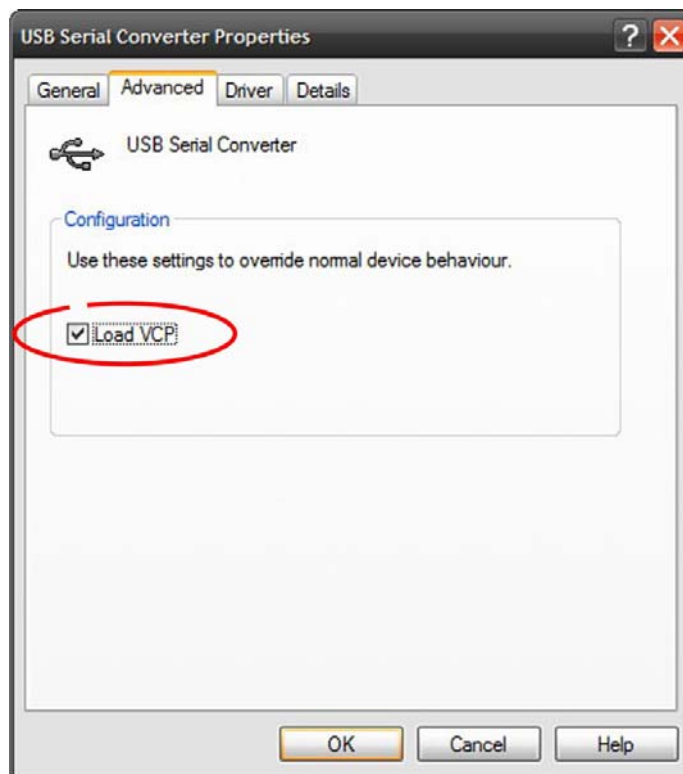 USB Serial Converter Properties
General Advanced Driver Details
USB Serial Converter
Configuration
Use these settings to override normal device behaviour.
Load VCP
OK Cancel Help